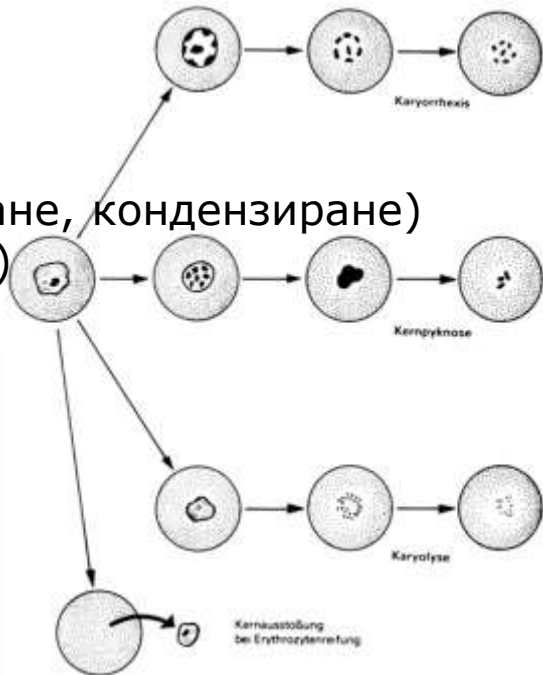 Karyorrhexis
ане, кондензиране)
)
Kernpyknose
Karyolyse
Kernausstoßung
bei Erythrozytenreifung